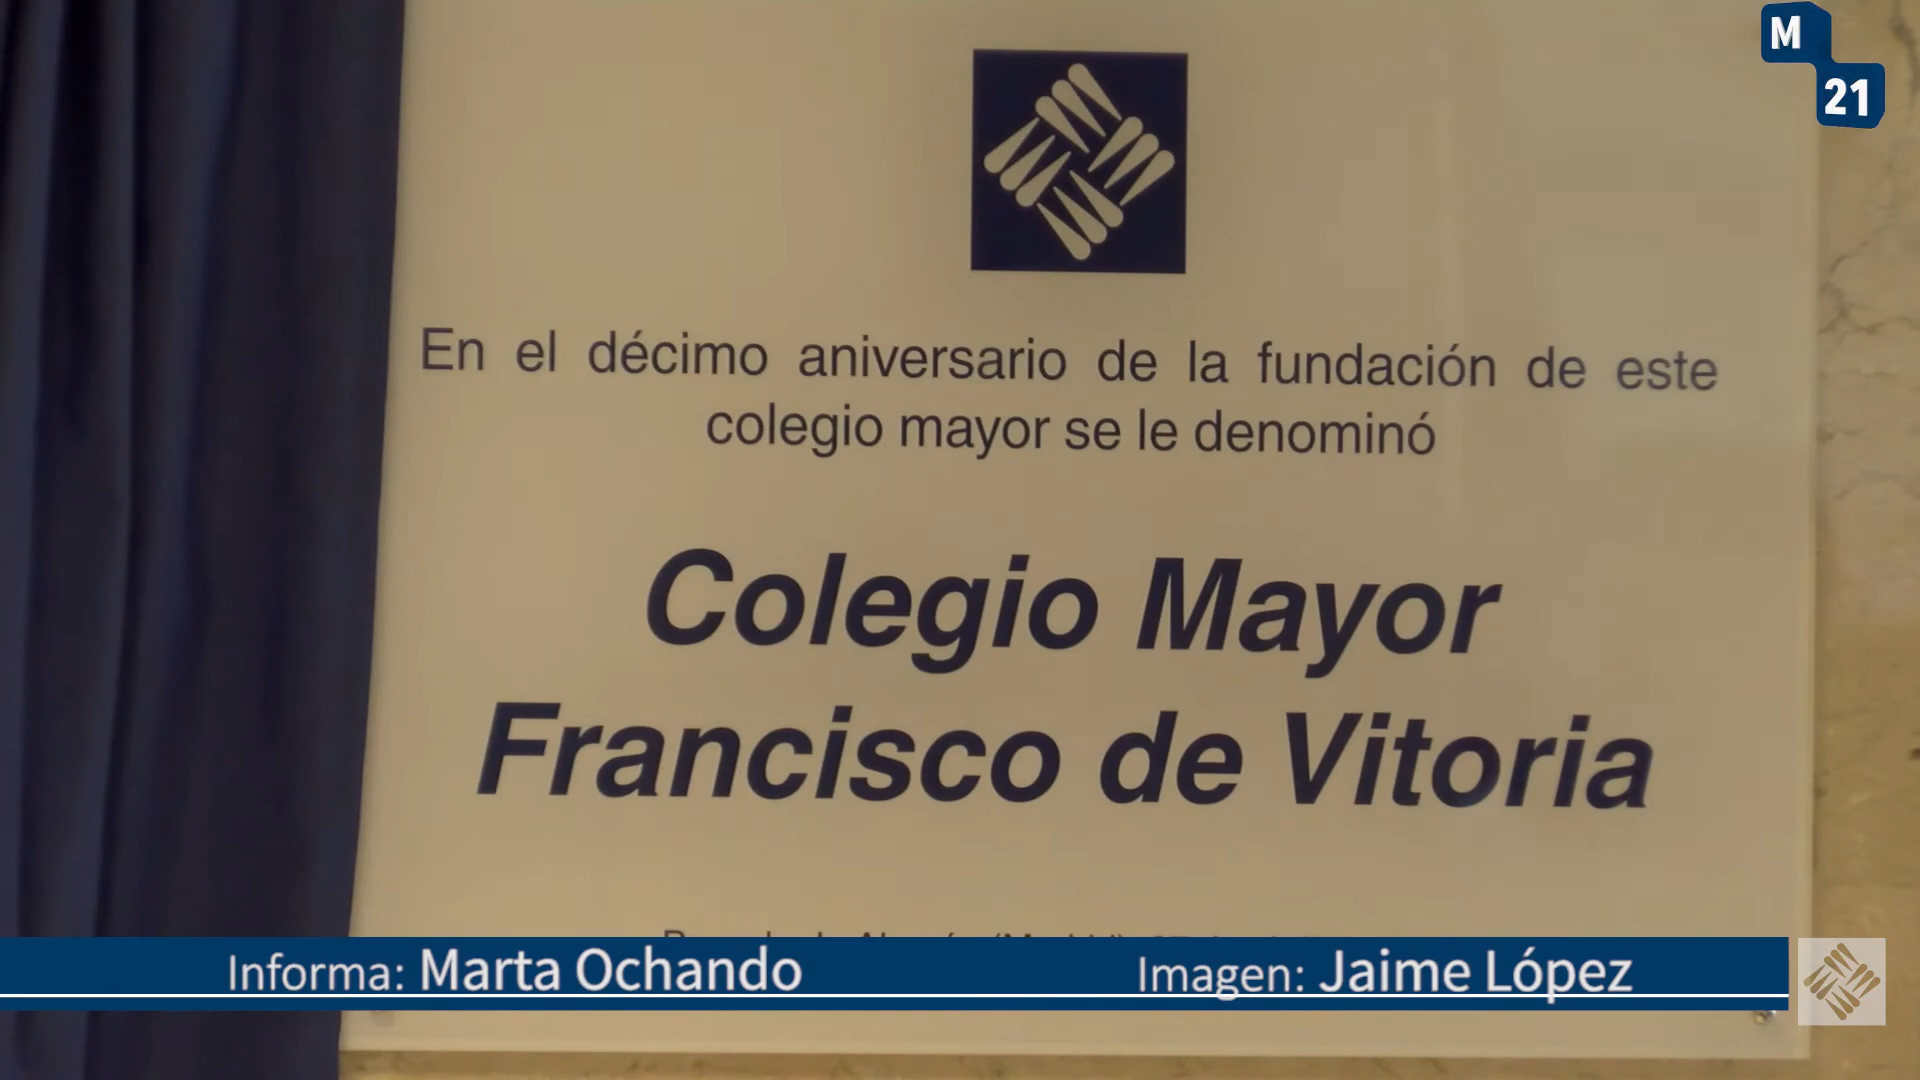 M
21
En el décimo aniversario de la fundación de este
colegio mayor se le denominó
Colegio Mayor
Francisco de Vitoria
Informa: Marta Ochando
Imagen: Jaime López